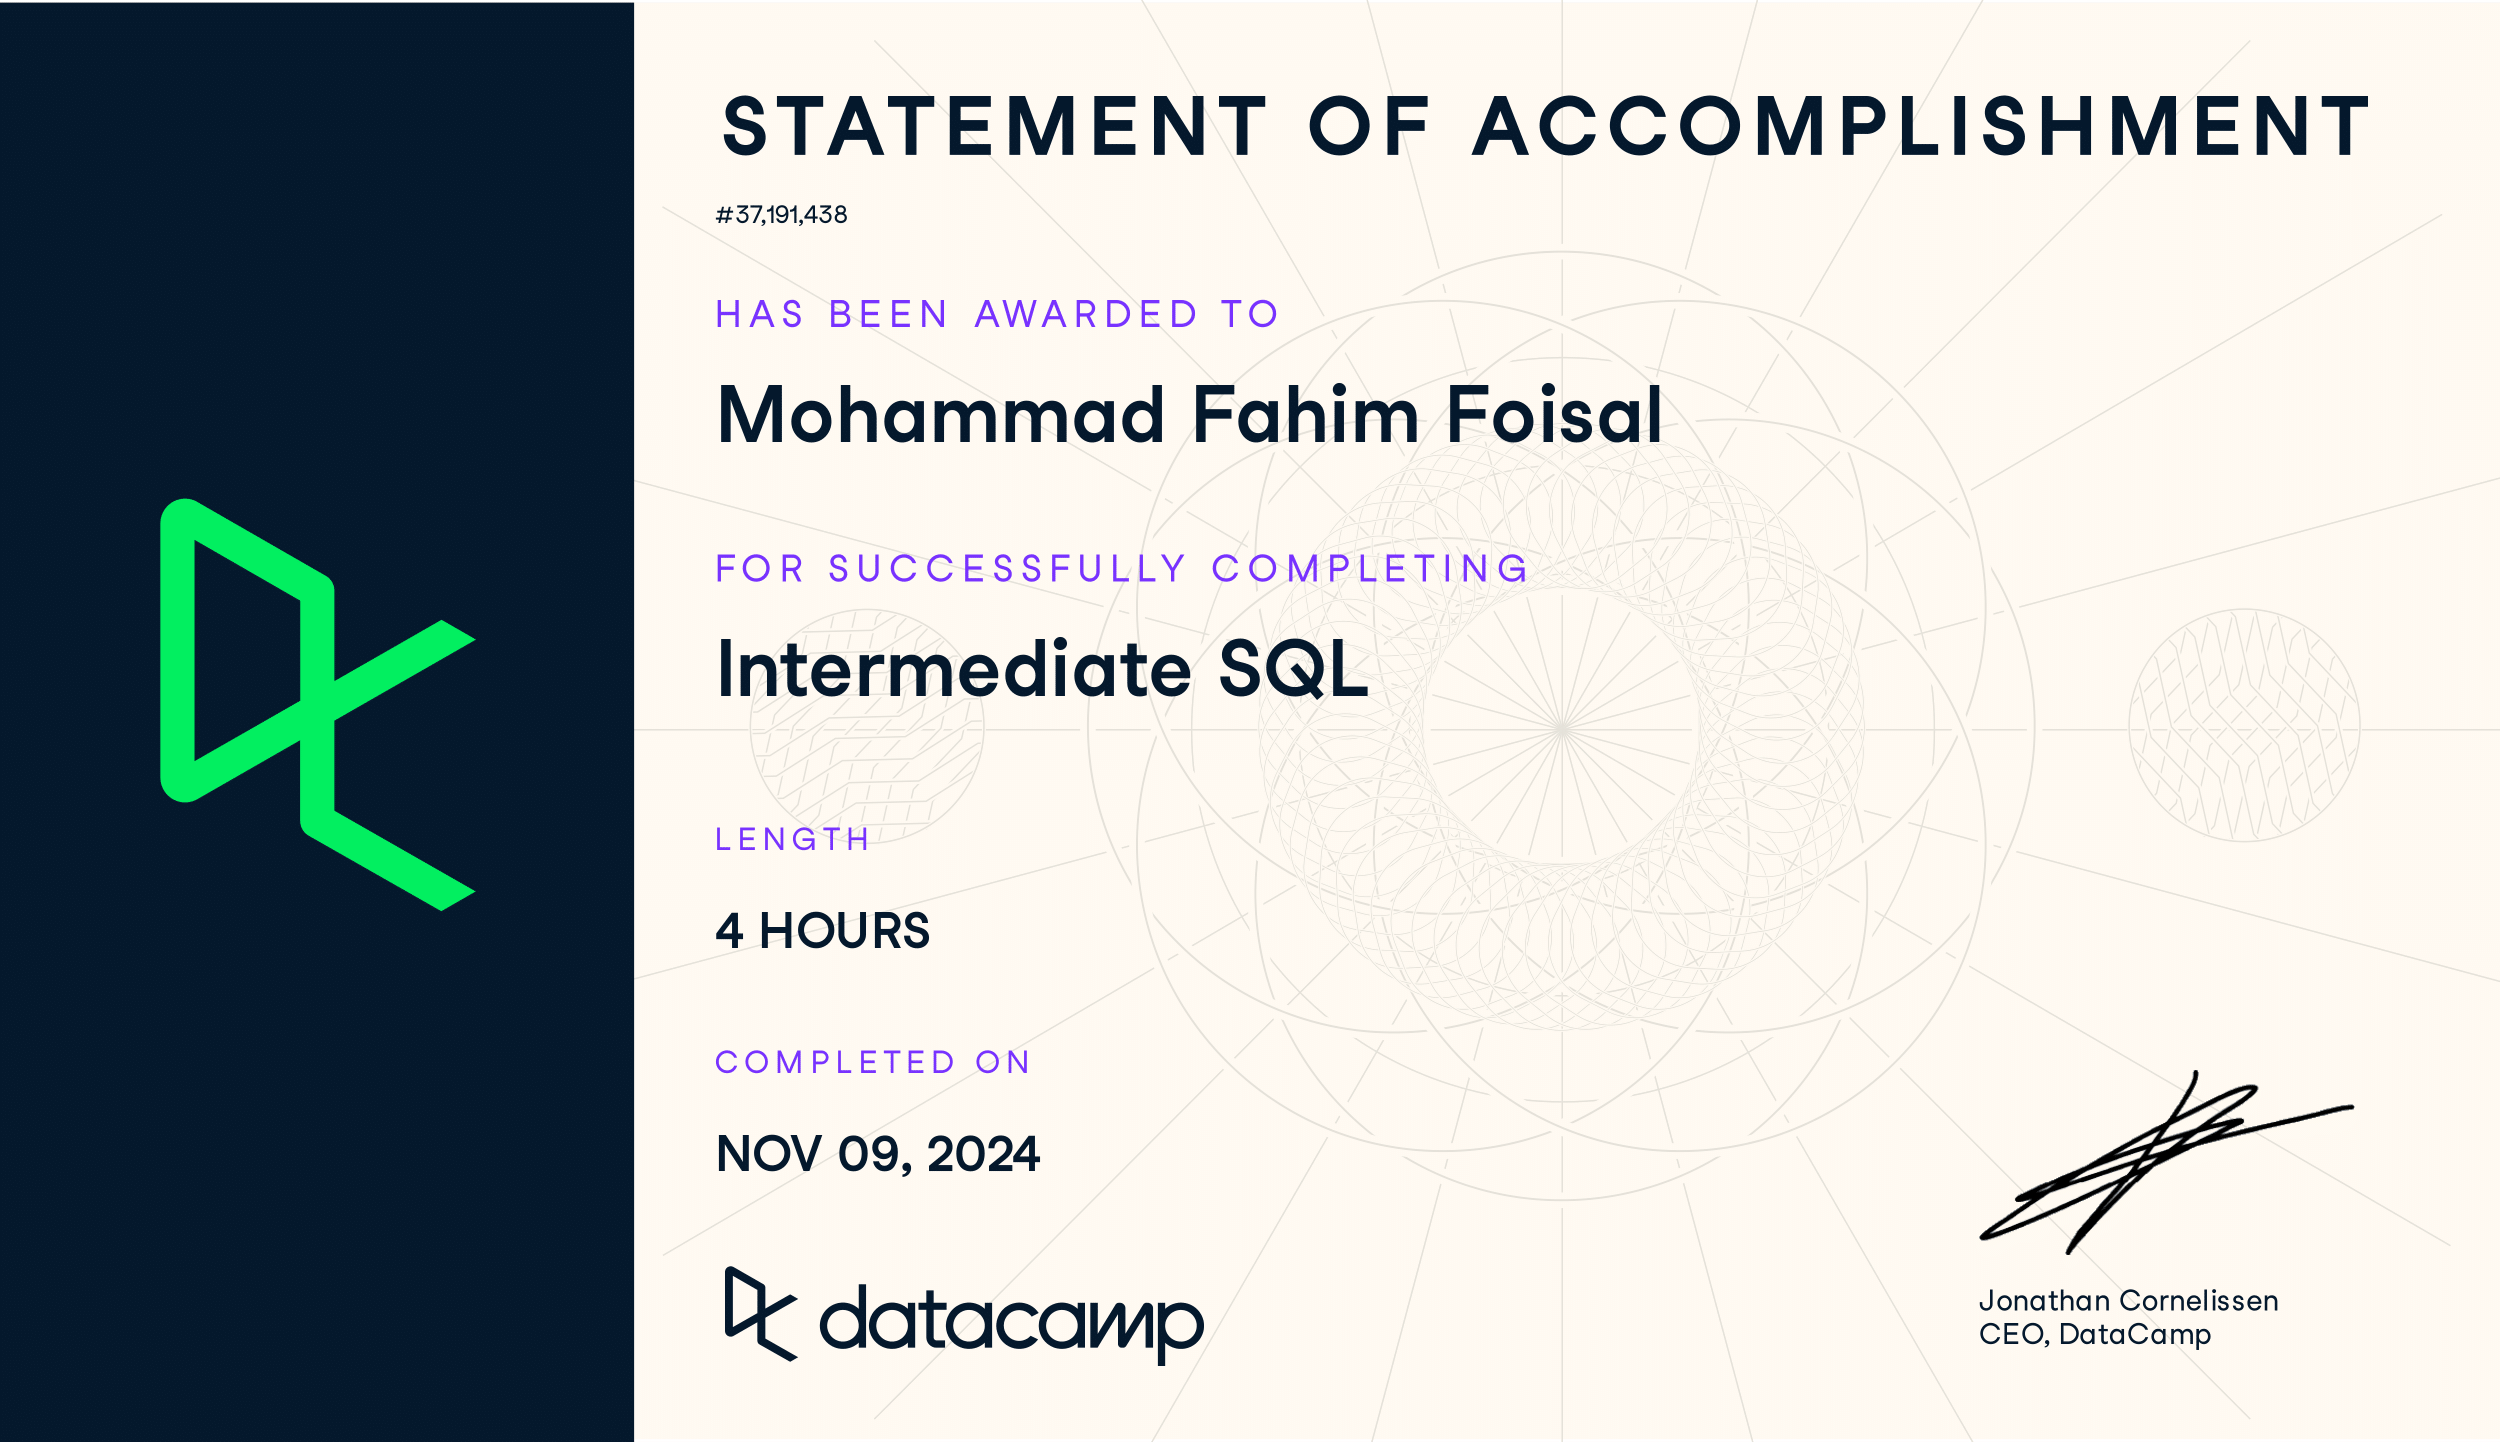 STATEMENT OF ACCOMPLISHMENT
#37,191,438
HAS BEEN AWARDED TO
Mohammad Fahim Foisal
FOR SUCCESSFULLY COMPLETING
Intermediate SQL
LENGTH
4 HOURS
COMPLETED ON
NOV 09, 2024
datacamp
Jonathan Cornelissen
CEO, DataCamp